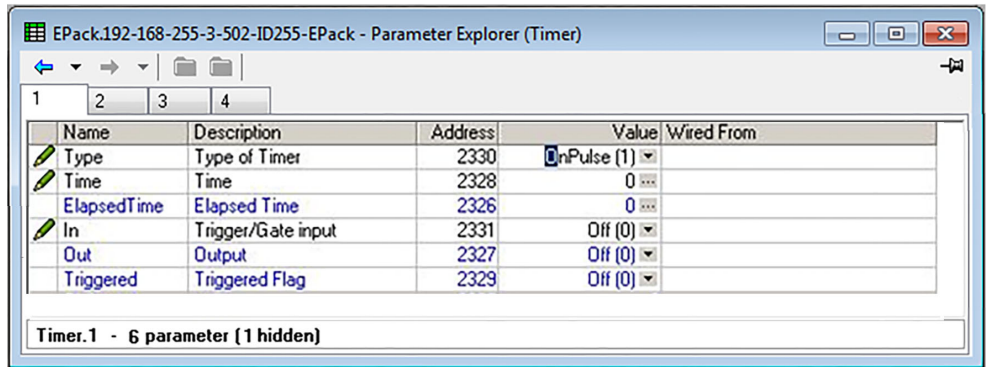 EPack.192-168-255-3-502-ID255-EPack - Parameter Explorer (Timer)
1 2 3 4
Name Description Address Value Wired From
Type Type of Timer 2330 OnPulse (1)
Time Time 2328 0 ...
ElapsedTime Elapsed Time 2326 0 ...
In Trigger/Gate input 2331 Off (0)
Out Output 2327 Off (0)
Triggered Triggered Flag 2329 Off (0)
Timer.1 - 6 parameter (1 hidden)